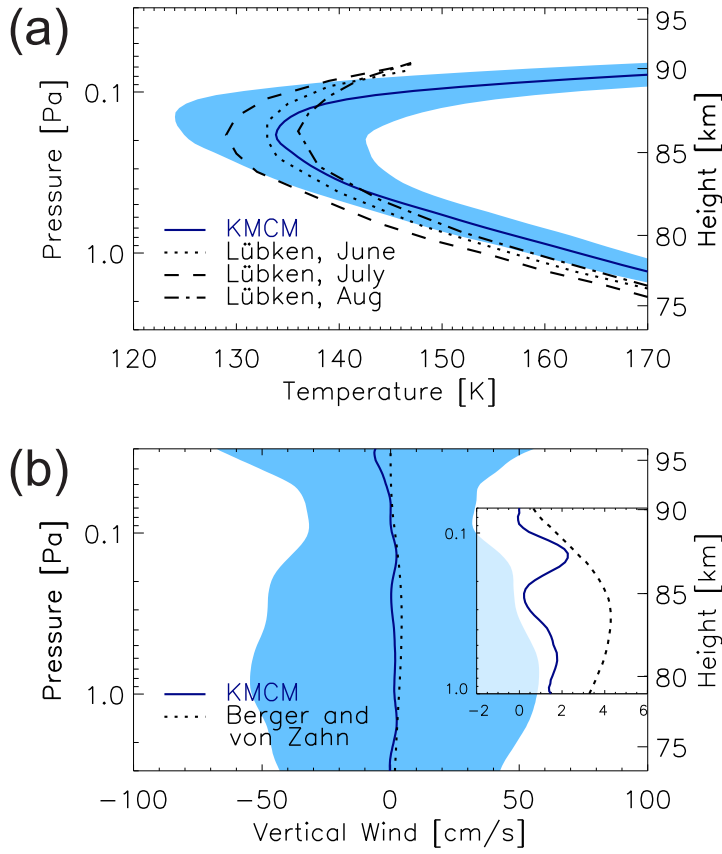 (a)
Pressure [Pa]
0.1
1.0
KMCM
Lübken, June
Lübken, July
Lübken, Aug
95
90
85
80
75
Height [km]
120 130 140 150 160 170
Temperature [K]
(b)
Pressure [Pa]
0.1
1.0
KMCM
Berger and
von Zahn
0.1
1.0
-2 0 2 4 6
95
90
85
80
75
Height [km]
-100 -50 0 50 100
Vertical Wind [cm/s]